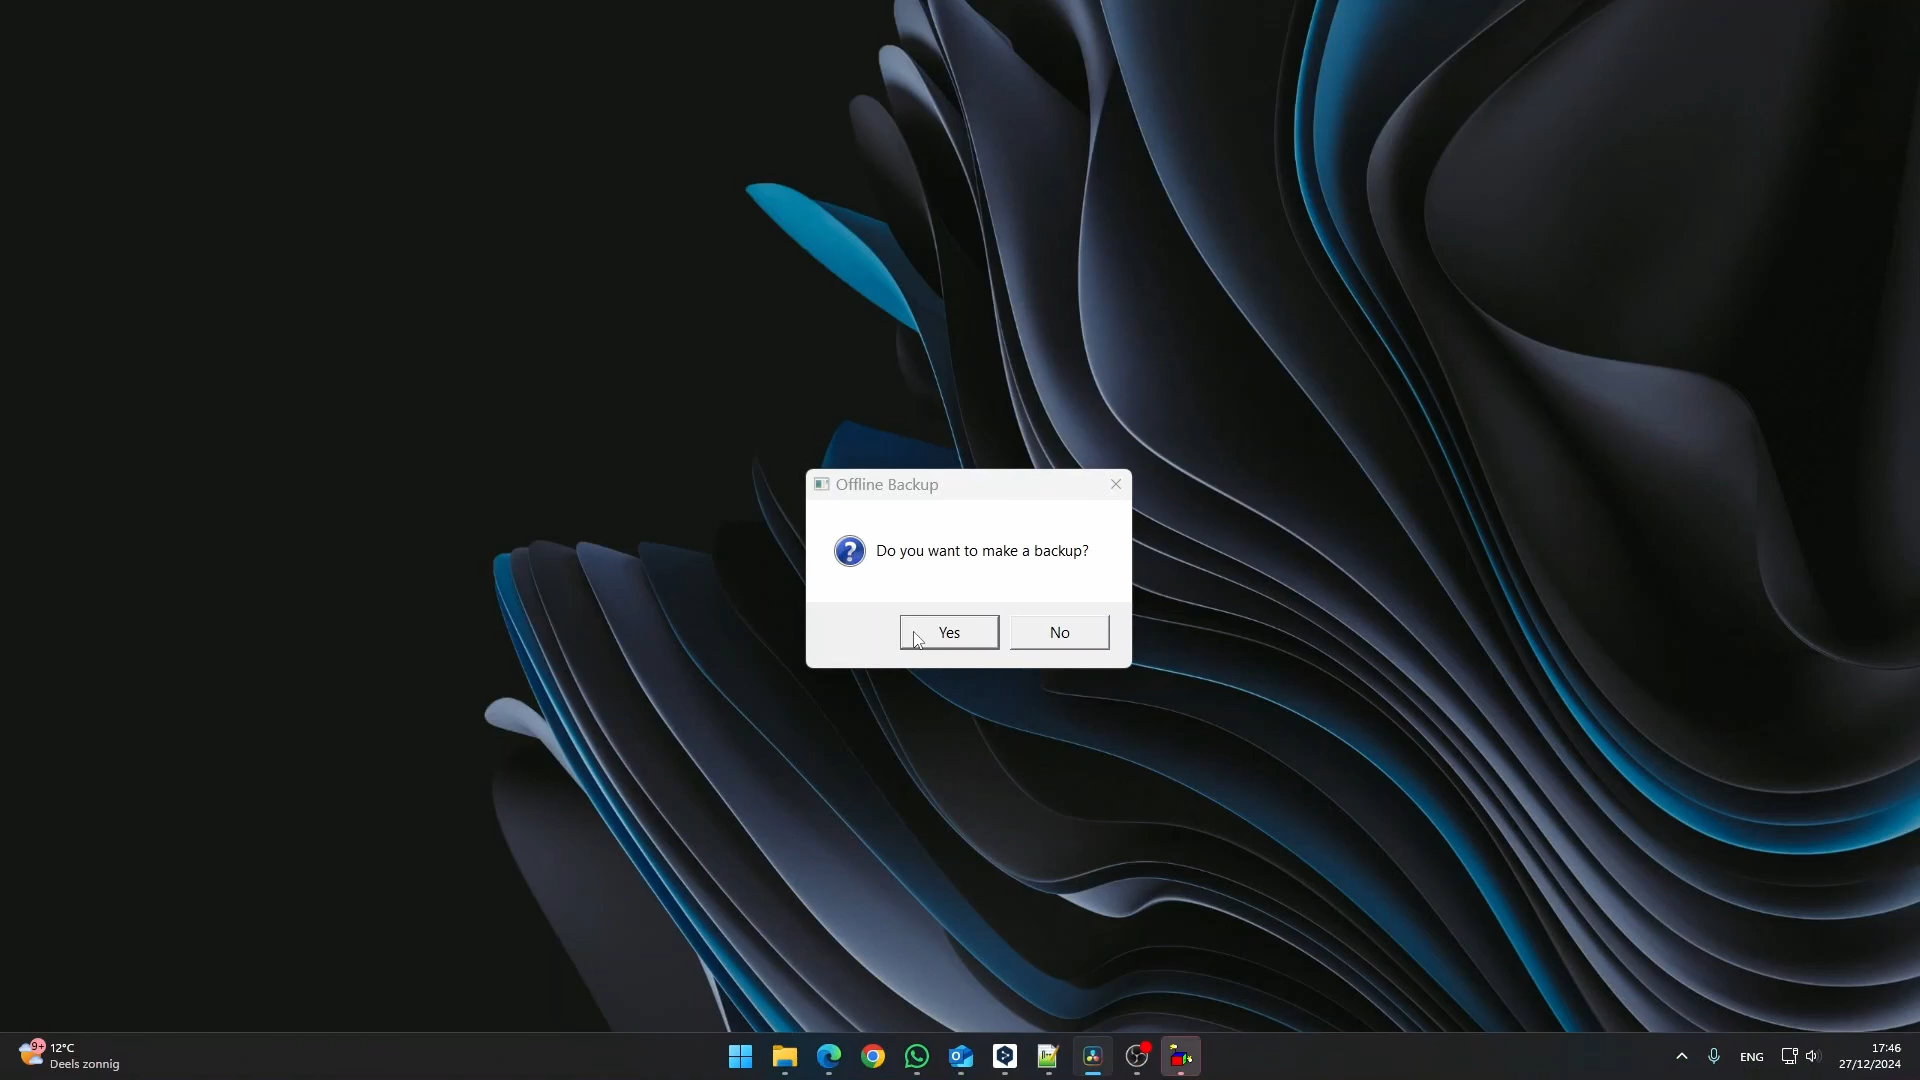 Offline Backup
Do you want to make a backup?
Yes
No
9+
12°C
Deels zonnig
ENG
17:46
27/12/2024